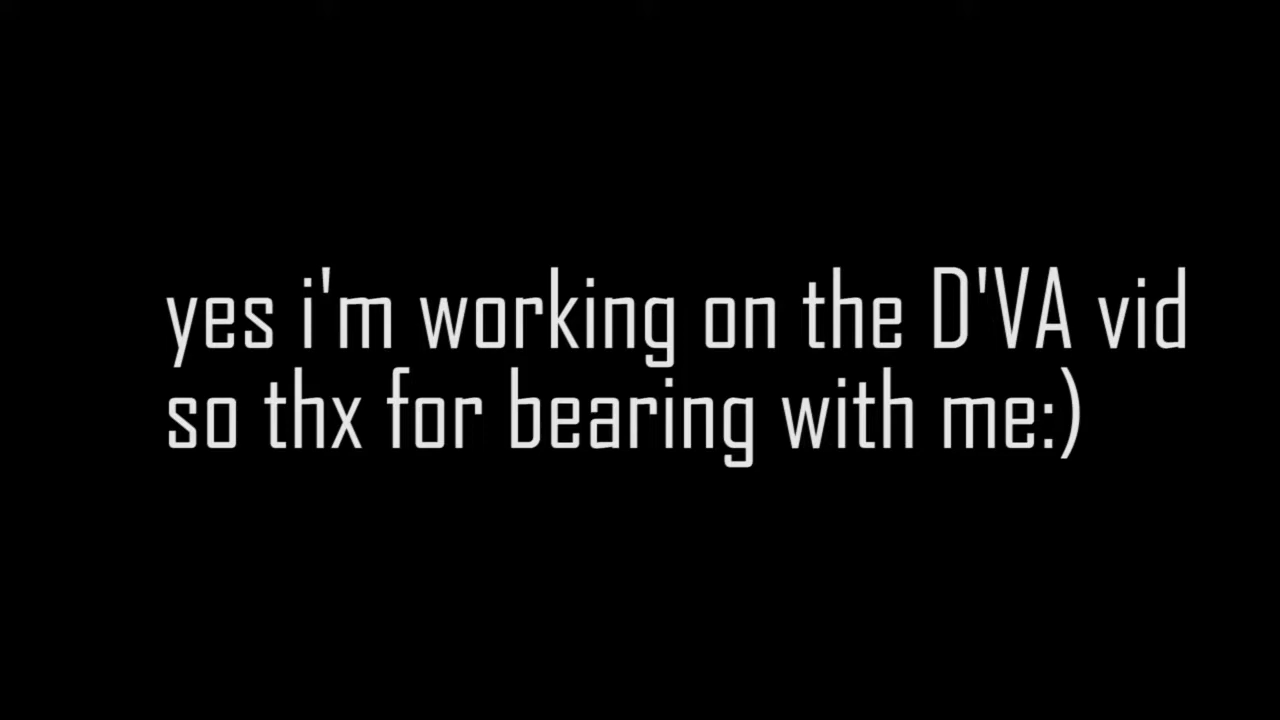 yes i'm working on the D'VA vid
so thx for bearing with me:)